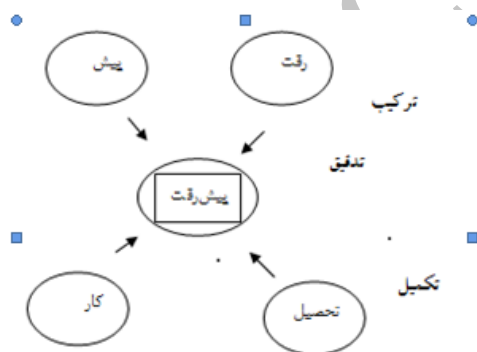 پیش رفت
ترکیب
تدقیق
پیش‌رفت
تکمیل
کار تحصیل